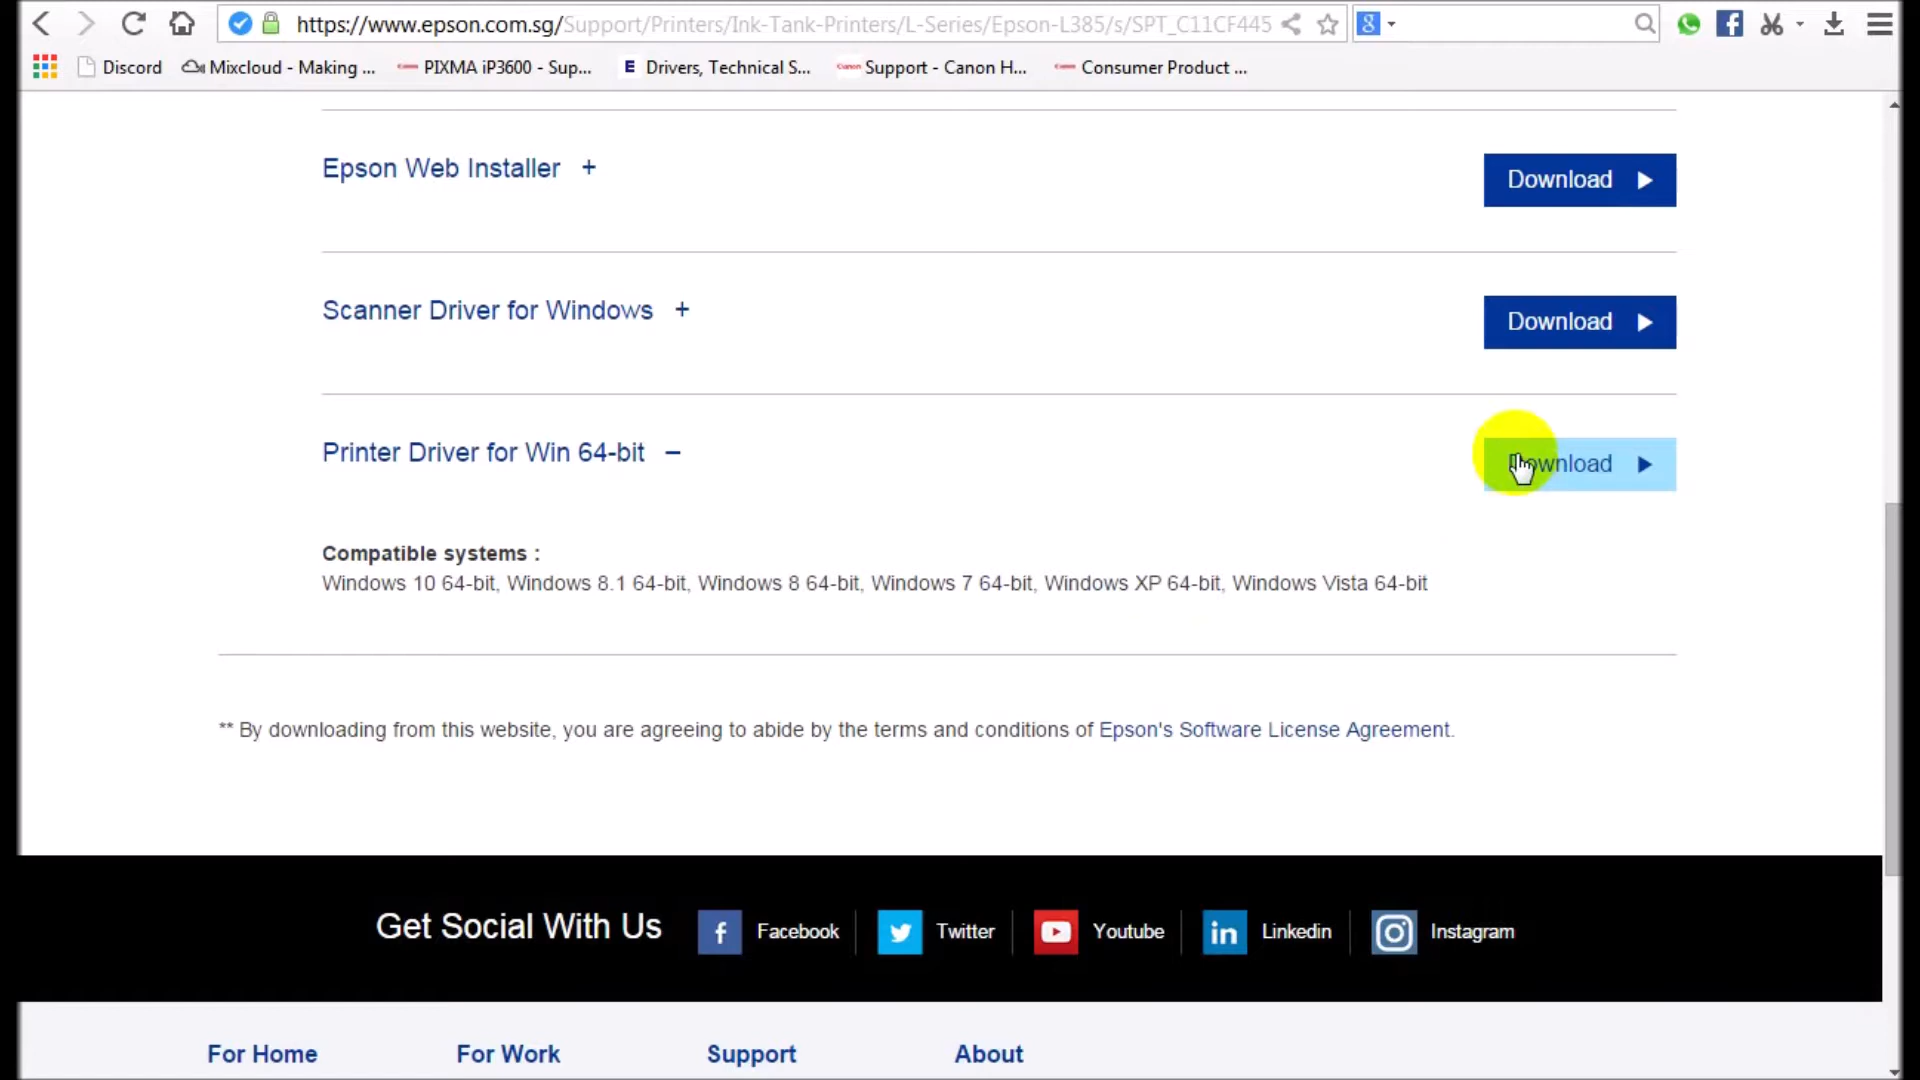 https://www.epson.com.sg/Support/Printers/Ink-Tank-Printers/L-Series/Epson-L385/s/SPT_C11CF445
Discord
Mixcloud - Making ...
PIXMA iP3600 - Sup...
E Drivers, Technical S...
Canon Support - Canon H...
Consumer Product ...
Epson Web Installer +
Download
Scanner Driver for Windows +
Download
Printer Driver for Win 64-bit –
Download
Compatible systems :
Windows 10 64-bit, Windows 8.1 64-bit, Windows 8 64-bit, Windows 7 64-bit, Windows XP 64-bit, Windows Vista 64-bit
** By downloading from this website, you are agreeing to abide by the terms and conditions of Epson's Software License Agreement.
Get Social With Us
Facebook
Twitter
Youtube
Linkedin
Instagram
For Home
For Work
Support
About